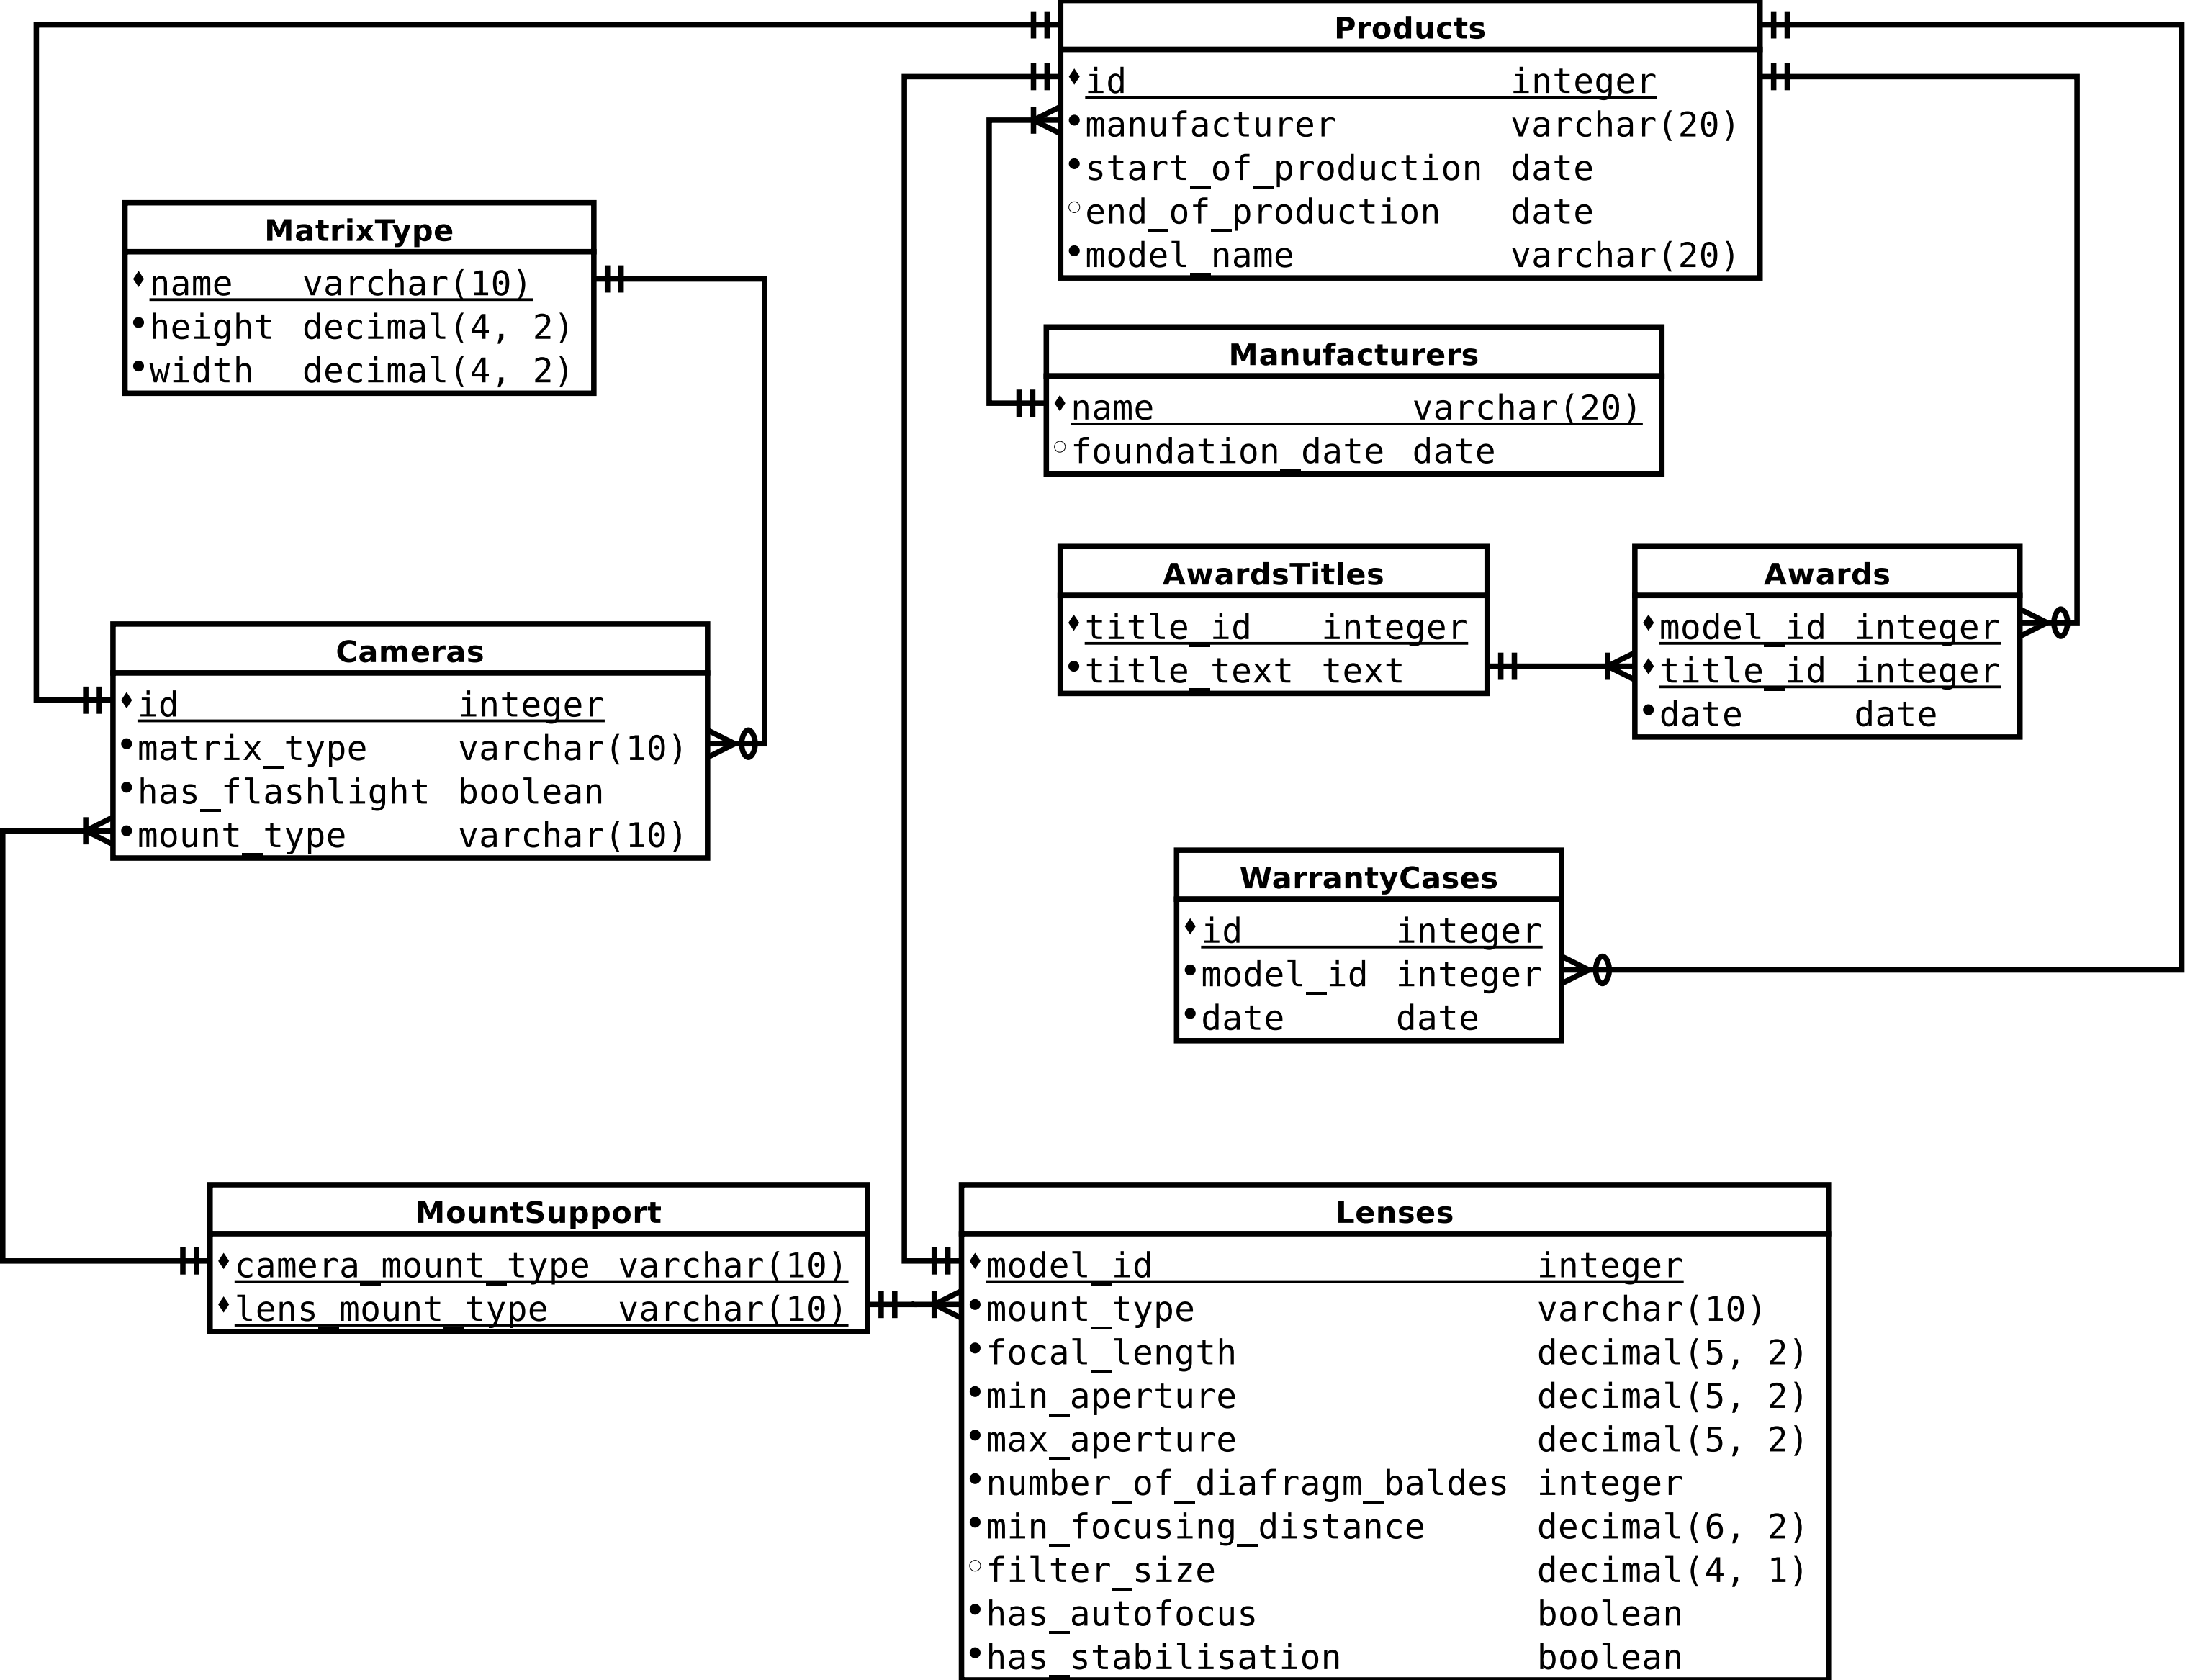 Products
id integer
manufacturer varchar(20)
start_of_production date
end_of_production date
model_name varchar(20)
MatrixType
name varchar(10)
height decimal(4, 2)
width decimal(4, 2)
Manufacturers
name varchar(20)
foundation_date date
AwardsTitles
title_id integer
title_text text
Awards
model_id integer
title_id integer
date date
Cameras
id integer
matrix_type varchar(10)
has_flashlight boolean
mount_type varchar(10)
WarrantyCases
id integer
model_id integer
date date
MountSupport
camera_mount_type varchar(10)
lens_mount_type varchar(10)
Lenses
model_id integer
mount_type varchar(10)
focal_length decimal(5, 2)
min_aperture decimal(5, 2)
max_aperture decimal(5, 2)
number_of_diafragm_baldes integer
min_focusing_distance decimal(6, 2)
filter_size decimal(4, 1)
has_autofocus boolean
has_stabilisation boolean